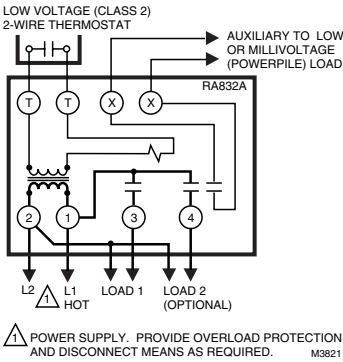 LOW VOLTAGE (CLASS 2)
2-WIRE THERMOSTAT
AUXILIARY TO LOW
OR MILLIVOLTAGE
(POWERPILE) LOAD
RA832A
T T X X
2 1 3 4
L2 1 L1 LOAD 1 LOAD 2
HOT (OPTIONAL)
1 POWER SUPPLY. PROVIDE OVERLOAD PROTECTION
AND DISCONNECT MEANS AS REQUIRED. M3821